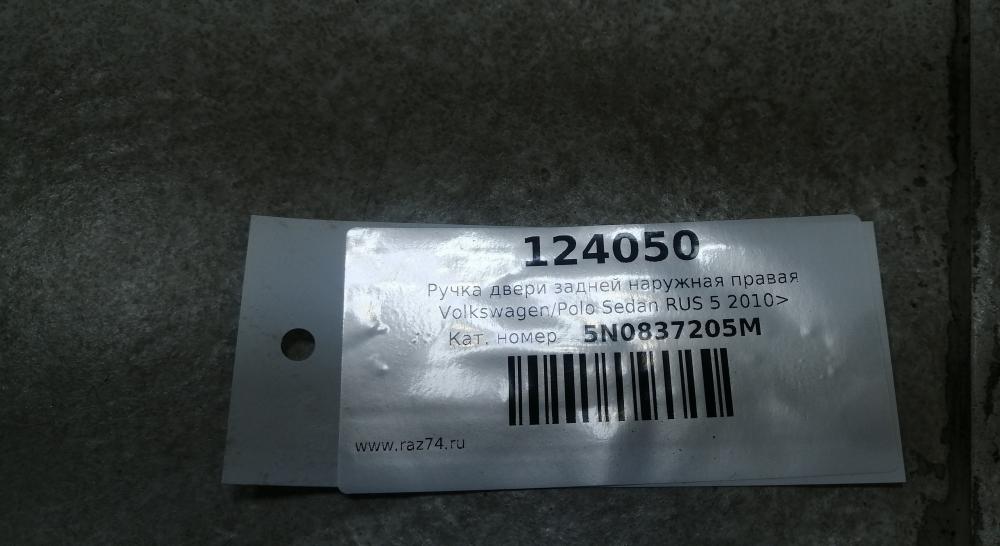 124050
Ручка двери задней наружная правая
Volkswagen/Polo Sedan RUS 5 2010>
Кат. номер 5N0837205M
www.raz74.ru